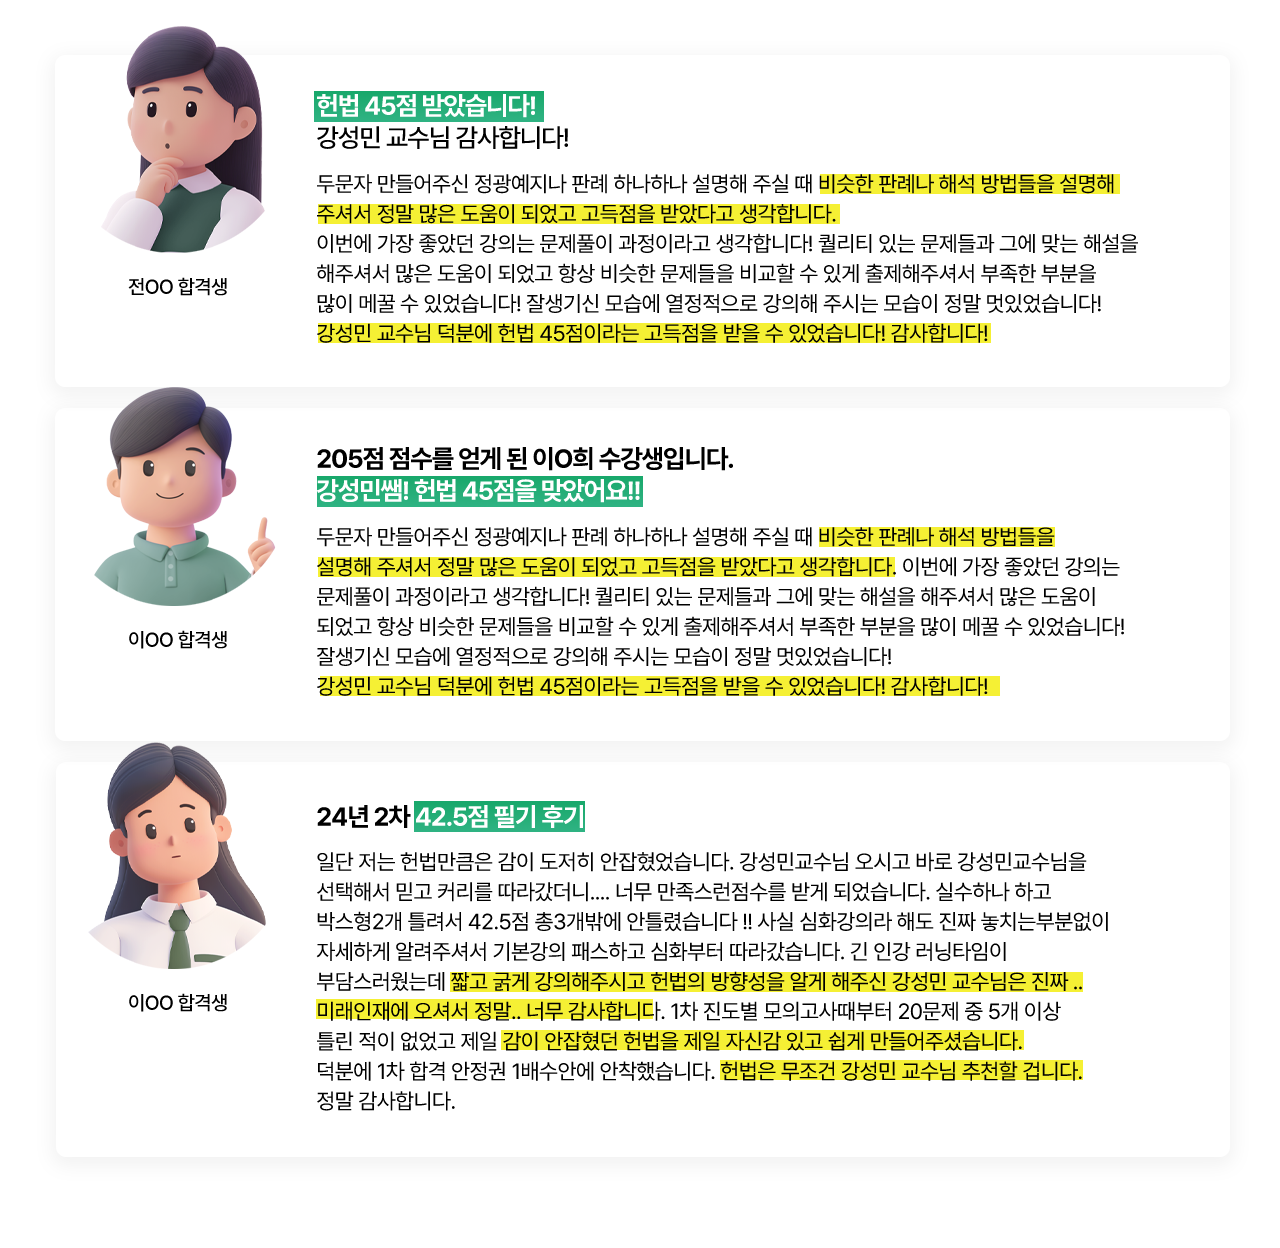 헌법 45점 받았습니다!
강성민 교수님 감사합니다!
두문자 만들어주신 정광예지나 판례 하나하나 설명해 주실 때 비슷한 판례나 해석 방법들을 설명해
주셔서 정말 많은 도움이 되었고 고득점을 받았다고 생각합니다.
이번에 가장 좋았던 강의는 문제풀이 과정이라고 생각합니다! 퀄리티 있는 문제들과 그에 맞는 해설을
해주셔서 많은 도움이 되었고 항상 비슷한 문제들을 비교할 수 있게 출제해주셔서 부족한 부분을
많이 메꿀 수 있었습니다! 잘생기신 모습에 열정적으로 강의해 주시는 모습이 정말 멋있었습니다!
강성민 교수님 덕분에 헌법 45점이라는 고득점을 받을 수 있었습니다! 감사합니다!
전OO 합격생
205점 점수를 얻게 된 이O희 수강생입니다.
강성민쌤! 헌법 45점을 맞았어요!!
두문자 만들어주신 정광예지나 판례 하나하나 설명해 주실 때 비슷한 판례나 해석 방법들을
설명해 주셔서 정말 많은 도움이 되었고 고득점을 받았다고 생각합니다. 이번에 가장 좋았던 강의는
문제풀이 과정이라고 생각합니다! 퀄리티 있는 문제들과 그에 맞는 해설을 해주셔서 많은 도움이
되었고 항상 비슷한 문제들을 비교할 수 있게 출제해주셔서 부족한 부분을 많이 메꿀 수 있었습니다!
잘생기신 모습에 열정적으로 강의해 주시는 모습이 정말 멋있었습니다!
강성민 교수님 덕분에 헌법 45점이라는 고득점을 받을 수 있었습니다! 감사합니다!
이OO 합격생
24년 2차 42.5점 필기 후기
일단 저는 헌법만큼은 감이 도저히 안잡혔었습니다. 강성민교수님 오시고 바로 강성민교수님을
선택해서 믿고 커리를 따라갔더니.... 너무 만족스런점수를 받게 되었습니다. 실수하나 하고
박스형2개 틀려서 42.5점 총3개밖에 안틀렸습니다 !! 사실 심화강의라 해도 진짜 놓치는부분없이
자세하게 알려주셔서 기본강의 패스하고 심화부터 따라갔습니다. 긴 인강 러닝타임이
부담스러웠는데 짧고 굵게 강의해주시고 헌법의 방향성을 알게 해주신 강성민 교수님은 진짜 ..
미래인재에 오셔서 정말.. 너무 감사합니다. 1차 진도별 모의고사때부터 20문제 중 5개 이상
틀린 적이 없었고 제일 감이 안잡혔던 헌법을 제일 자신감 있고 쉽게 만들어주셨습니다.
덕분에 1차 합격 안정권 1배수안에 안착했습니다. 헌법은 무조건 강성민 교수님 추천할 겁니다.
정말 감사합니다.
이OO 합격생